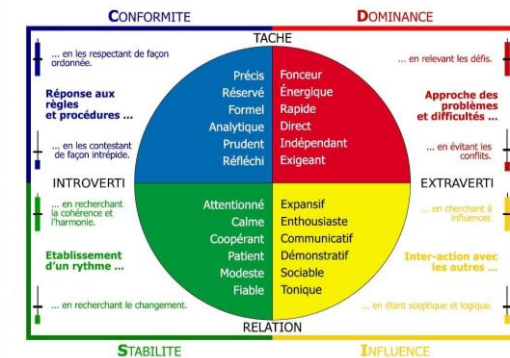 CONFORMITE
DOMINANCE
TACHE
... en les respectant de façon
ordonnée.
Réponse aux
règles
et procédures ...
... en les contestant
de façon intrépide.
Précis
Réservé
Formel
Analytique
Prudent
Réfléchi
Fonceur
Énergique
Rapide
Direct
Indépendant
Exigeant
... en relevant les défis.
Approche des
problèmes
et difficultés ...
... en évitant les
conflits.
INTROVERTI
EXTRAVERTI
... en recherchant
la cohérence et
l'harmonie.
Etablissement
d'un rythme ...
... en recherchant le changement.
Attentionné
Calme
Coopérant
Patient
Modeste
Fiable
Expansif
Enthousiaste
Communicatif
Démonstratif
Sociable
Tonique
... en cherchant à
influencer.
Inter-action avec
les autres ...
... en étant sceptique et logique.
RELATION
STABILITE
INFLUENCE